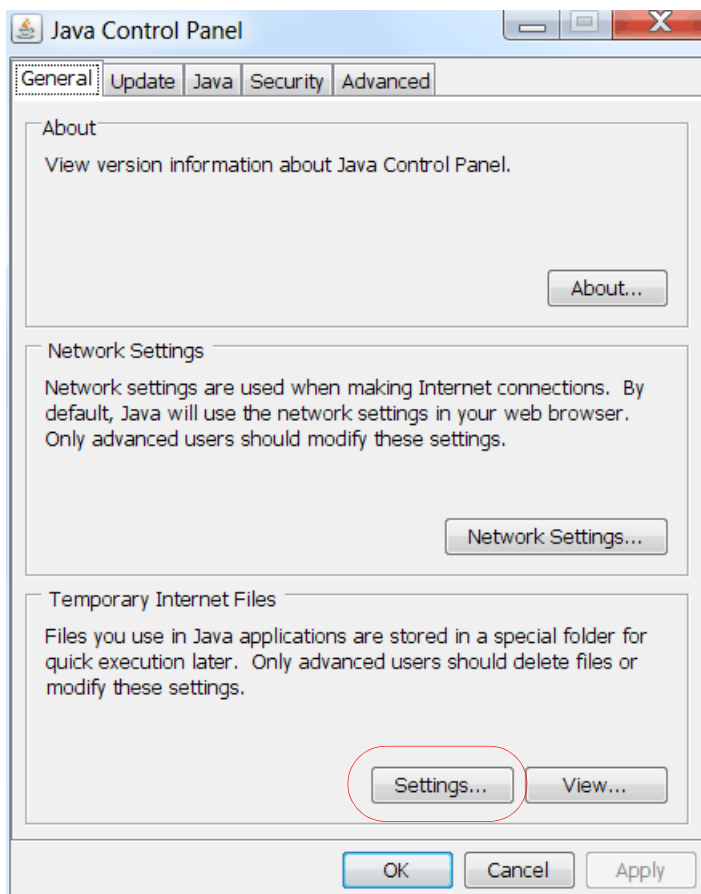 Java Control Panel
General Update Java Security Advanced
About
View version information about Java Control Panel.
About...
Network Settings
Network settings are used when making Internet connections.  By
default, Java will use the network settings in your web browser.
Only advanced users should modify these settings.
Network Settings...
Temporary Internet Files
Files you use in Java applications are stored in a special folder for
quick execution later.  Only advanced users should delete files or
modify these settings.
Settings... View...
OK Cancel Apply